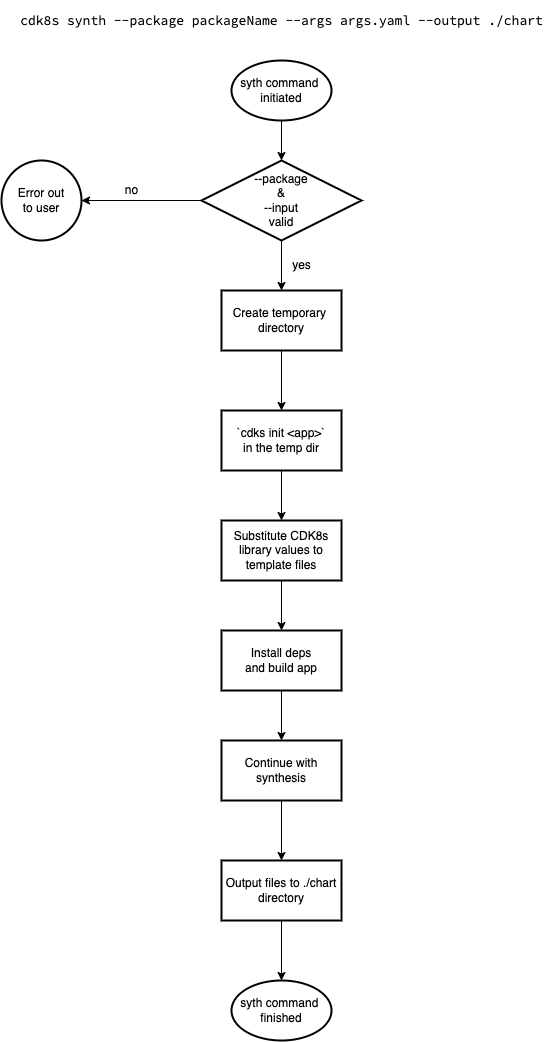 cdk8s synth --package packageName --args args.yaml --output ./chart
syth command
initiated
--package
&
--input
valid
no
Error out
to user
yes
Create temporary
directory
`cdks init <app>`
in the temp dir
Substitute CDK8s
library values to
template files
Install deps
and build app
Continue with
synthesis
Output files to ./chart
directory
syth command
finished